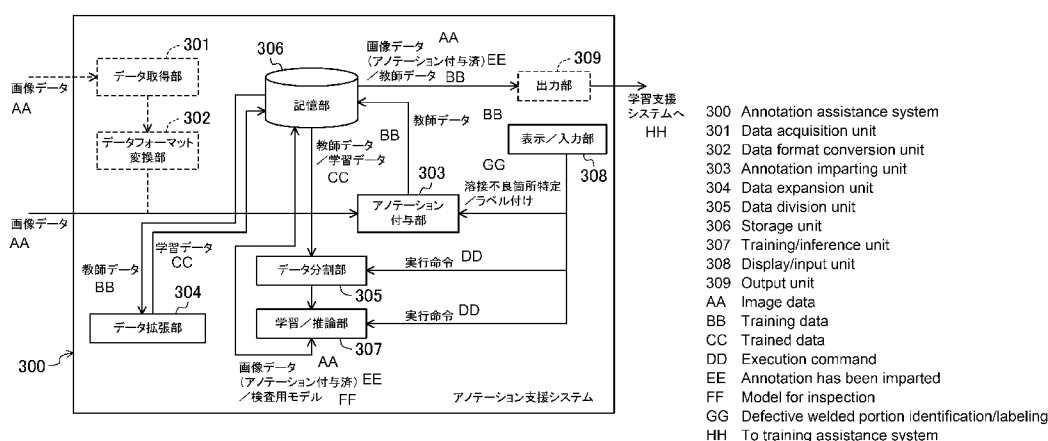 画像データ
AA
301
データ取得部
302
データフォーマット
変換部
画像データ
AA
306
記憶部
画像データ AA
(アノテーション付与済) EE
/教師データ BB
309
出力部
学習支援
システムへ
HH
教師データ BB
BB
教師データ
/学習データ
CC
表示/入力部
308
GG
溶接不良箇所特定
/ラベル付け
303
アノテーション
付与部
学習データ
CC
教師データ
BB
304
データ拡張部
データ分割部
305
実行命令 DD
学習/推論部
307
実行命令 DD
画像データ AA
(アノテーション付与済) EE
/検査用モデル FF
300
アノテーション支援システム
300 Annotation assistance system
301 Data acquisition unit
302 Data format conversion unit
303 Annotation imparting unit
304 Data expansion unit
305 Data division unit
306 Storage unit
307 Training/inference unit
308 Display/input unit
309 Output unit
AA Image data
BB Training data
CC Trained data
DD Execution command
EE Annotation has been imparted
FF Model for inspection
GG Defective welded portion identification/labeling
HH To training assistance system